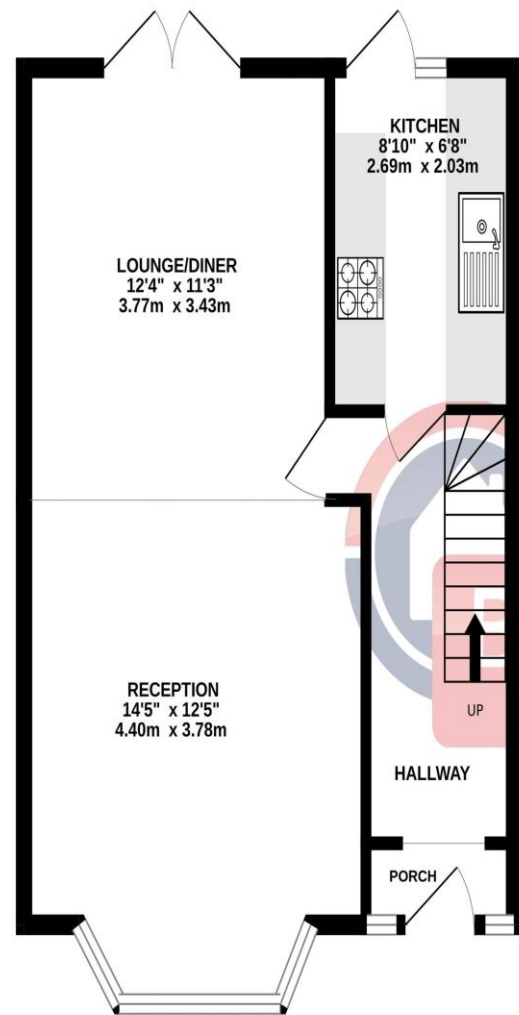 KITCHEN
8'10" x 6'8"
2.69m x 2.03m
LOUNGE/DINER
12'4" x 11'3"
3.77m x 3.43m
RECEPTION
14'5" x 12'5"
4.40m x 3.78m
UP
HALLWAY
PORCH